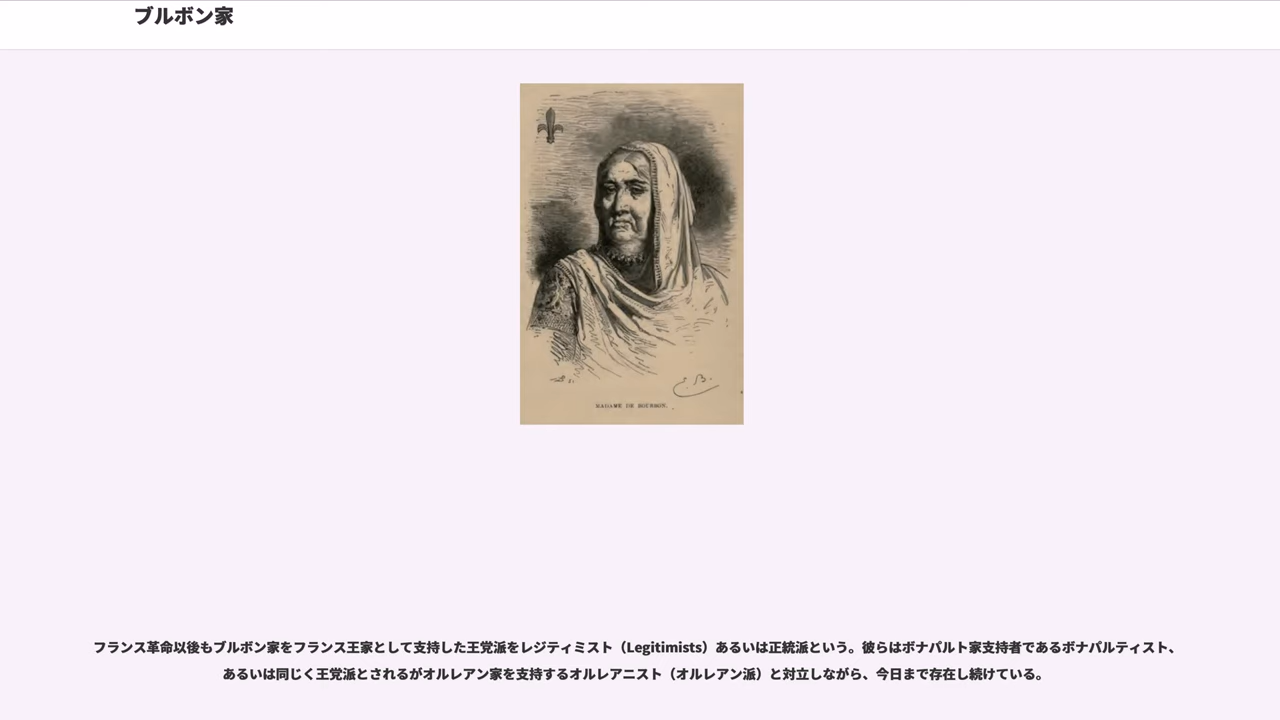 ブルボン家
E.B.
MADAME DE BOURBON.
フランス革命以後もブルボン家をフランス王家として支持した王党派をレジティミスト（Legitimists）あるいは正統派という。彼らはボナパルト家支持者であるボナパルティスト、
あるいは同じく王党派とされるがオルレアン家を支持するオルレアニスト（オルレアン派）と対立しながら、今日まで存在し続けている。